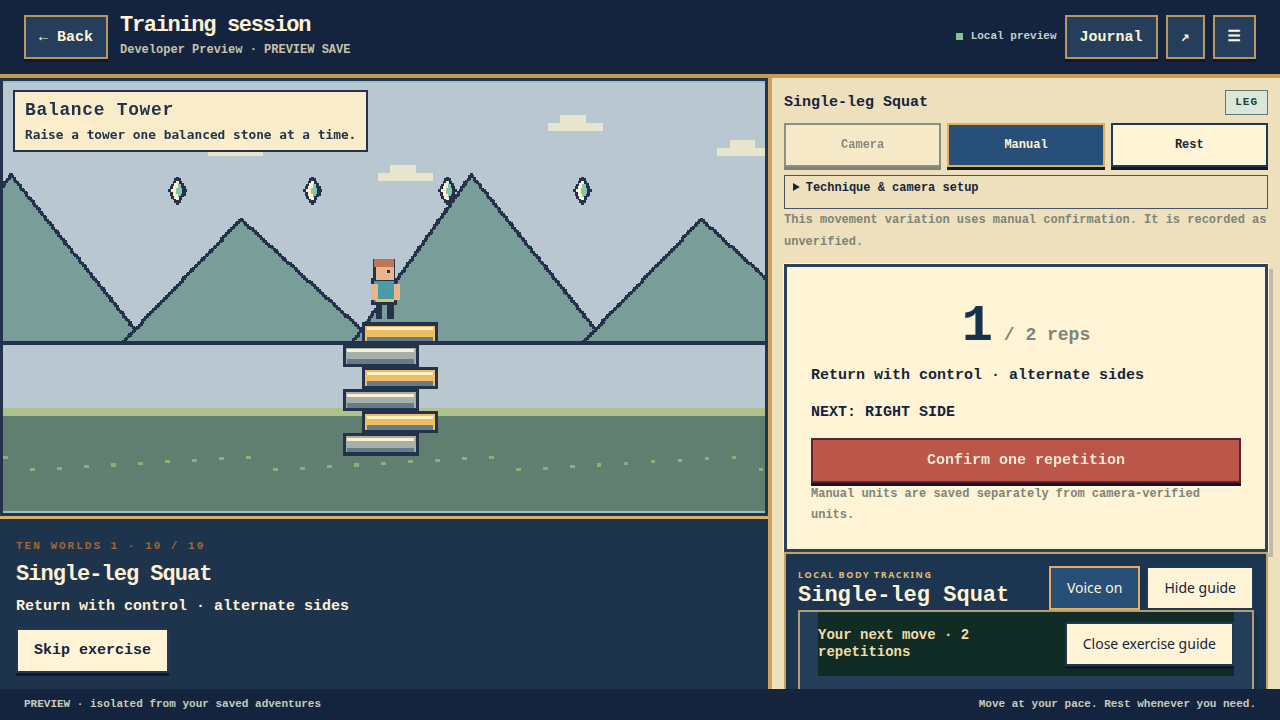 ← Back
Training session
Developer Preview · PREVIEW SAVE
Local preview
Journal
↗
☰
Balance Tower
Raise a tower one balanced stone at a time.
TEN WORLDS 1 · 10 / 10
Single-leg Squat
Return with control · alternate sides
Skip exercise
Single-leg Squat
LEG
Camera
Manual
Rest
▶ Technique & camera setup
This movement variation uses manual confirmation. It is recorded as
unverified.
1 / 2 reps
Return with control · alternate sides
NEXT: RIGHT SIDE
Confirm one repetition
Manual units are saved separately from camera-verified
units.
LOCAL BODY TRACKING
Single-leg Squat
Voice on
Hide guide
Your next move · 2
repetitions
Close exercise guide
PREVIEW · isolated from your saved adventures
Move at your pace. Rest whenever you need.